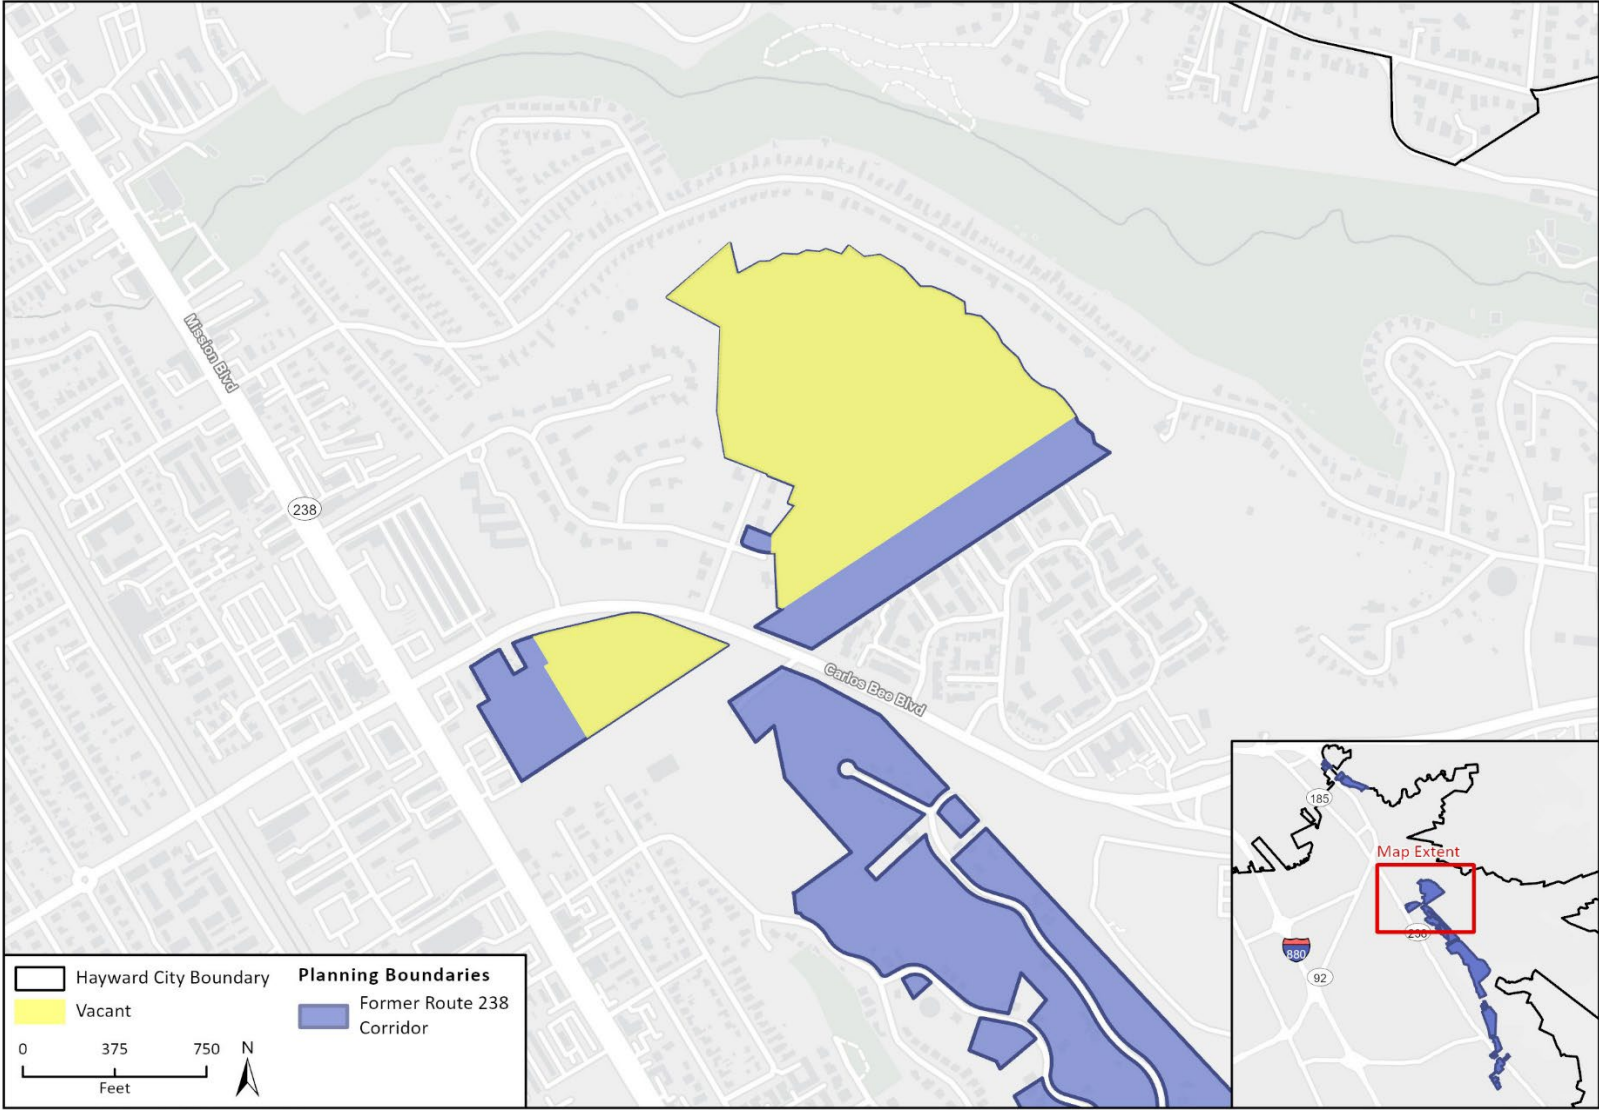 Mission Blvd
238
Carlos Bee Blvd
185
Map Extent
238
880
92
Hayward City Boundary
Vacant
Planning Boundaries
Former Route 238
Corridor
0 375 750
Feet
N